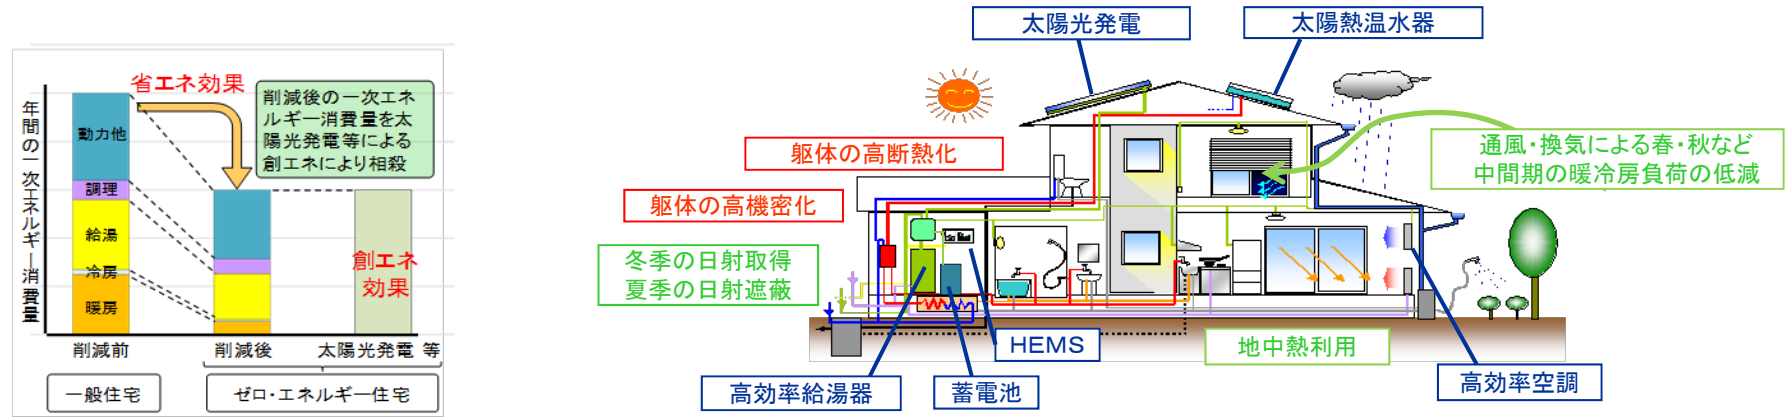 年間の一次エネルギー消費量
省エネ効果
削減後の一次エネ
ルギー消費量を太
陽光発電等による
創エネにより相殺
動力他
調理
給湯
冷房
暖房
創エネ
効果
削減前
削減後
太陽光発電 等
一般住宅
ゼロ・エネルギー住宅
太陽光発電
太陽熱温水器
躯体の高断熱化
躯体の高機密化
冬季の日射取得
夏季の日射遮蔽
通風・換気による春・秋など
中間期の暖冷房負荷の低減
HEMS
地中熱利用
高効率給湯器
蓄電池
高効率空調